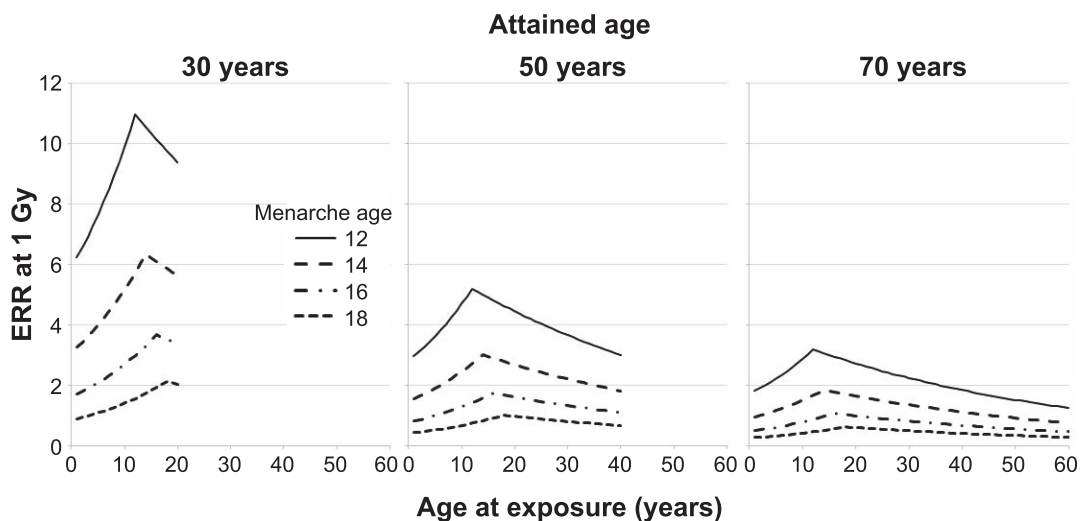 Attained age
30 years 50 years 70 years
12
10
8
6
4
2
0
ERR at 1 Gy
Menarche age
12
14
16
18
0 10 20 30 40 50 60 0 10 20 30 40 50 60 0 10 20 30 40 50 60
Age at exposure (years)